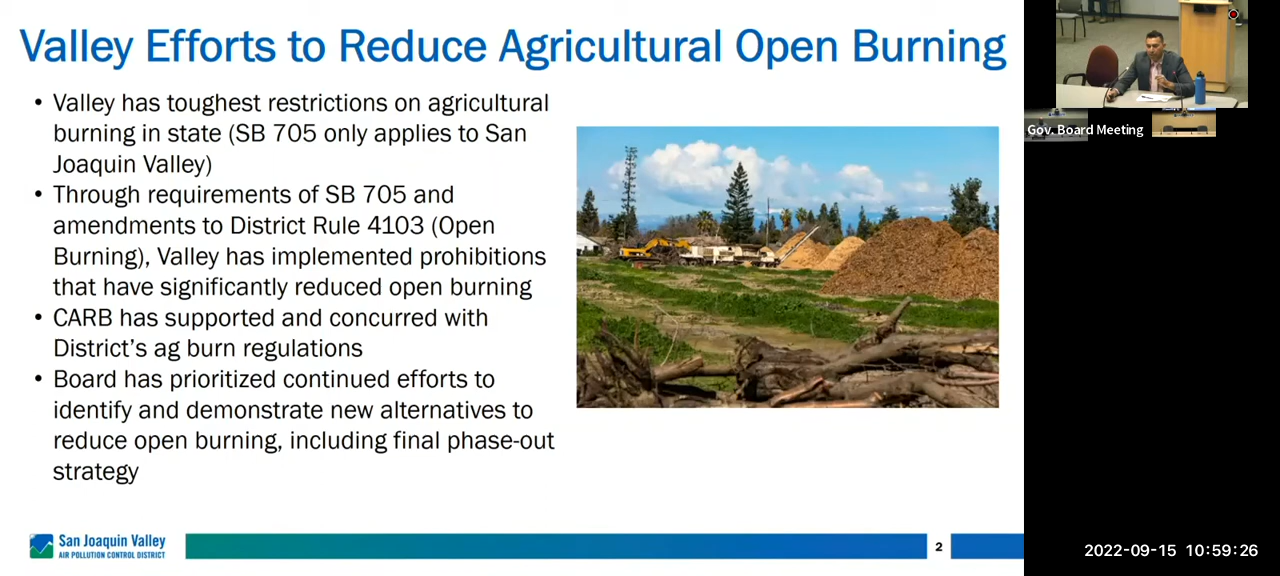 Valley Efforts to Reduce Agricultural Open Burning
• Valley has toughest restrictions on agricultural
burning in state (SB 705 only applies to San
Joaquin Valley)
• Through requirements of SB 705 and
amendments to District Rule 4103 (Open
Burning), Valley has implemented prohibitions
that have significantly reduced open burning
• CARB has supported and concurred with
District's ag burn regulations
• Board has prioritized continued efforts to
identify and demonstrate new alternatives to
reduce open burning, including final phase-out
strategy
San Joaquin Valley
AIR POLLUTION CONTROL DISTRICT
2
Gov. Board Meeting
2022-09-15 10:59:26